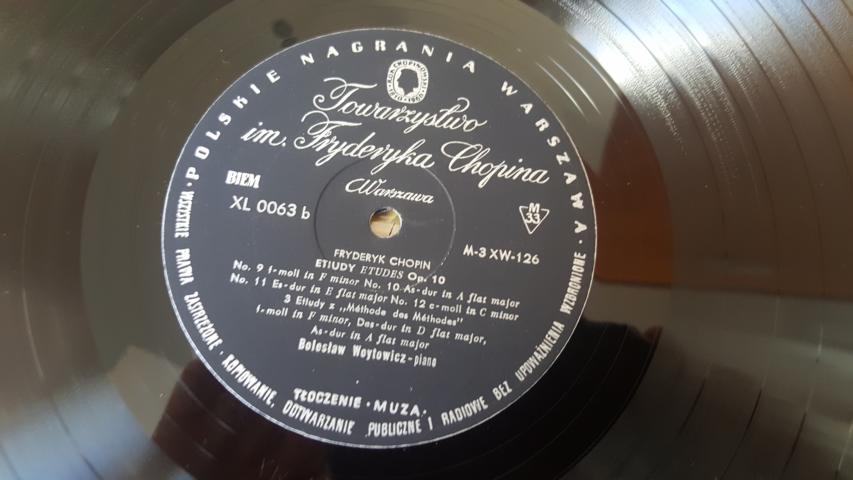 POLSKIE NAGRANIA WARSZAWA
Towarzystwo
im. Fryderyka Chopina
Warszawa
BIEM
XL 0063 b
M
33
M-3 XW-126
FRYDERYK CHOPIN
ETIUDY ETUDES Op. 10
No. 9 f-moll in F minor No. 10 As-dur in A flat major
No. 11 Es-dur in E flat major No. 12 c-moll in C minor
3 Etiudy z „Méthode des Méthodes"
f-moll in F minor, Des-dur in D flat major,
As-dur in A flat major
Bolesław Woytowicz - piano
TŁOCZENIE · MUZA ·
· WSZYSTKIE PRAWA ZASTRZEŻONE · KOPIOWANIE, ODTWARZANIE PUBLICZNE I RADIOWE BEZ UPOWAŻNIENIA WZBRONIONE ·